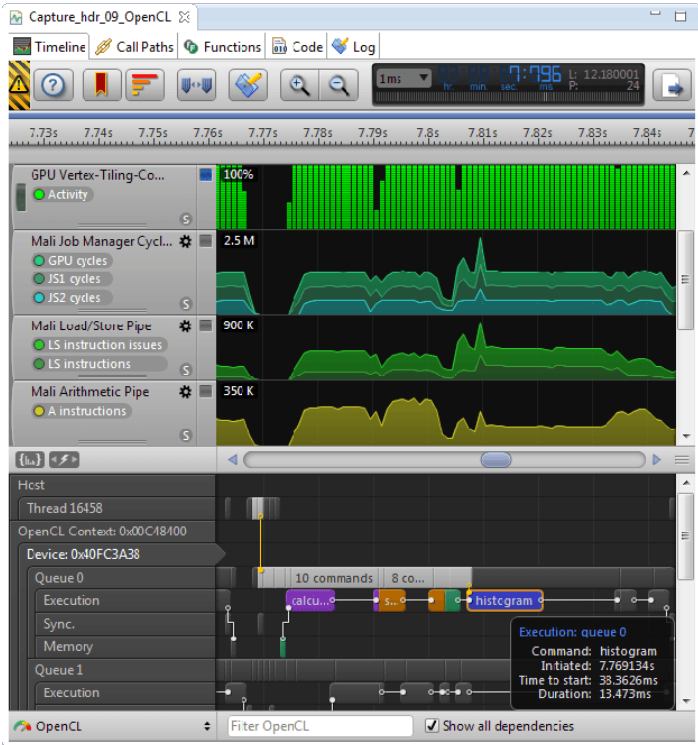 Capture_hdr_09_OpenCL
Timeline Call Paths Functions Code Log
1ms 7:796 L: 12.180001
hr. min. sec. ms P: 24
7.73s 7.74s 7.75s 7.76s 7.77s 7.78s 7.79s 7.8s 7.81s 7.82s 7.83s 7.84s 7
GPU Vertex-Tiling-Co... 100%
Activity
S
Mali Job Manager Cycl... 2.5 M
GPU cycles
JS1 cycles
JS2 cycles
S
Mali Load/Store Pipe 900 K
LS instruction issues
LS instructions
S
Mali Arithmetic Pipe 350 K
A instructions
S
Host
Thread 16458
OpenCL Context: 0x00C48400
Device: 0x40FC3A38
Queue 0 10 commands 8 co...
Execution calcu... s... histogram
Sync.
Memory
Queue 1
Execution
Execution: queue 0
Command: histogram
Initiated: 7.769134s
Time to start: 38.3626ms
Duration: 13.473ms
OpenCL Filter OpenCL Show all dependencies